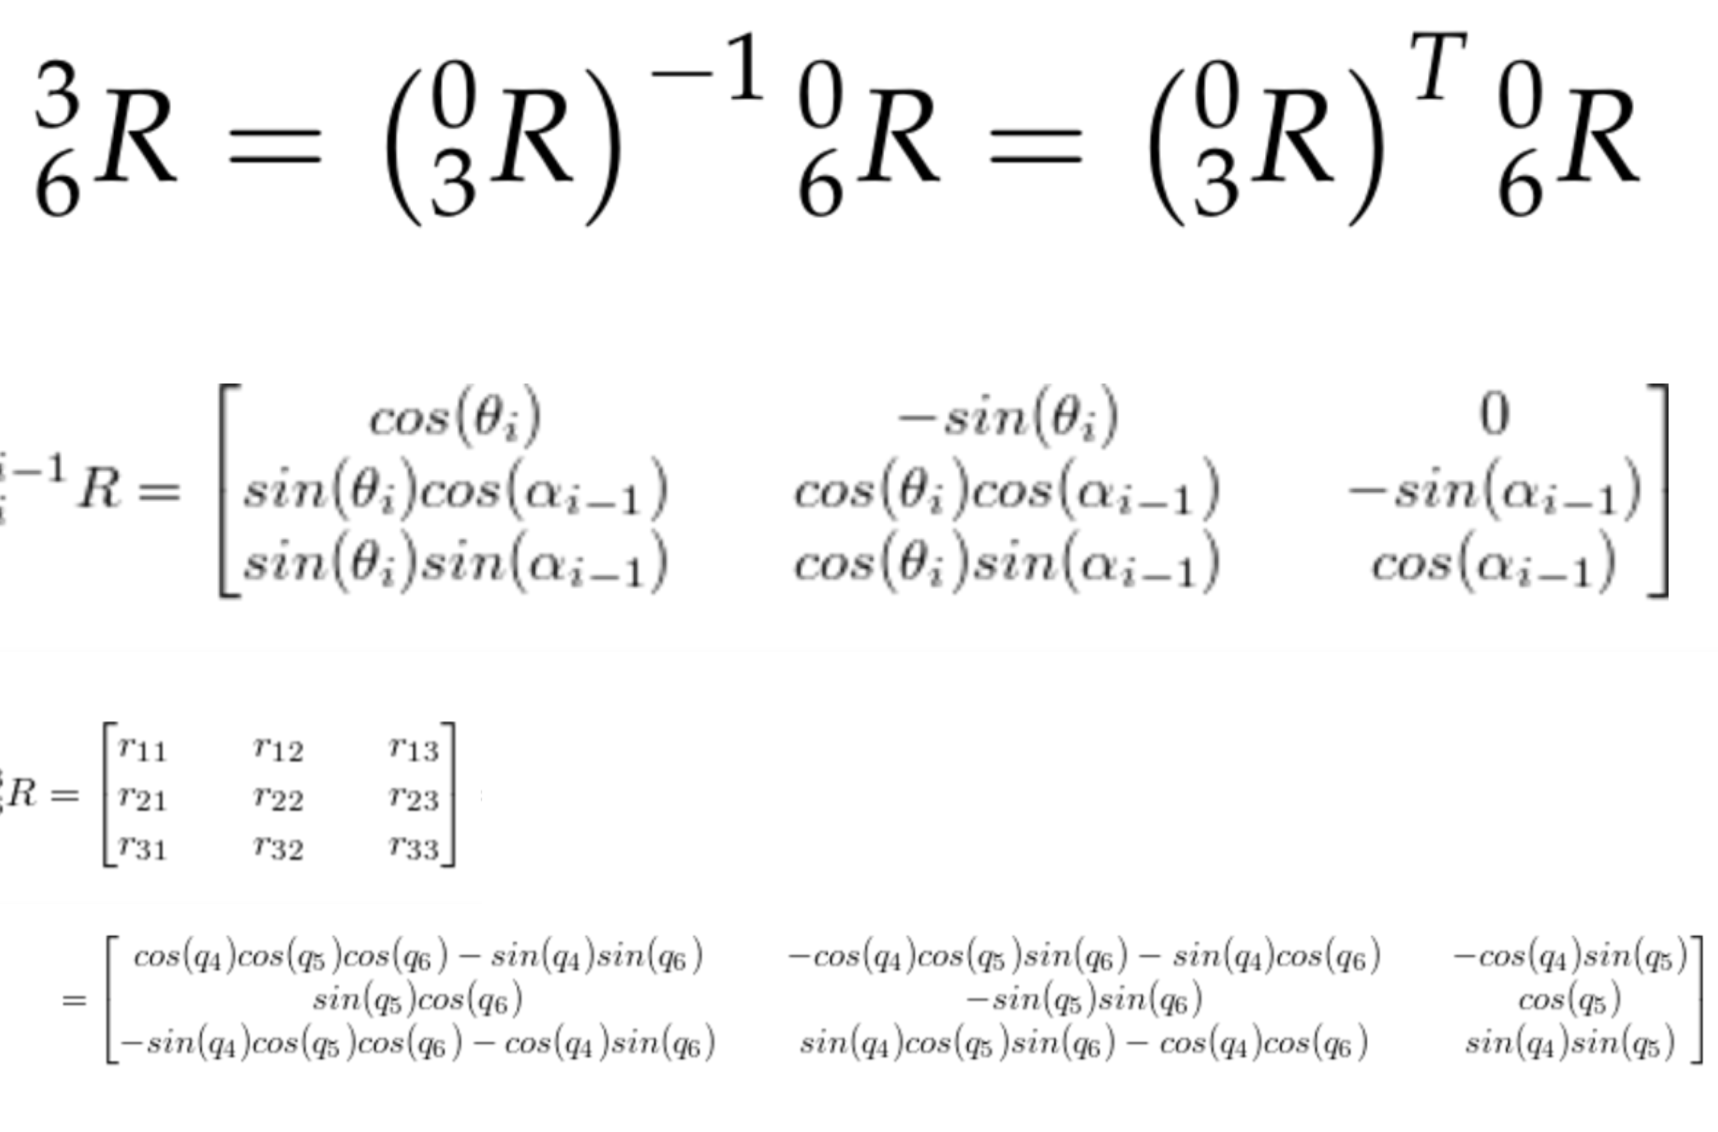 ³₆R = (⁰₃R)⁻¹ ⁰₆R = (⁰₃R)ᵀ ⁰₆R
ⁱ⁻¹ᵢR = [cos(θᵢ) −sin(θᵢ) 0
sin(θᵢ)cos(αᵢ₋₁) cos(θᵢ)cos(αᵢ₋₁) −sin(αᵢ₋₁)
sin(θᵢ)sin(αᵢ₋₁) cos(θᵢ)sin(αᵢ₋₁) cos(αᵢ₋₁)]
R = [r₁₁ r₁₂ r₁₃
r₂₁ r₂₂ r₂₃
r₃₁ r₃₂ r₃₃]
= [cos(q₄)cos(q₅)cos(q₆) − sin(q₄)sin(q₆) −cos(q₄)cos(q₅)sin(q₆) − sin(q₄)cos(q₆) −cos(q₄)sin(q₅)
sin(q₅)cos(q₆) −sin(q₅)sin(q₆) cos(q₅)
−sin(q₄)cos(q₅)cos(q₆) − cos(q₄)sin(q₆) sin(q₄)cos(q₅)sin(q₆) − cos(q₄)cos(q₆) sin(q₄)sin(q₅)]